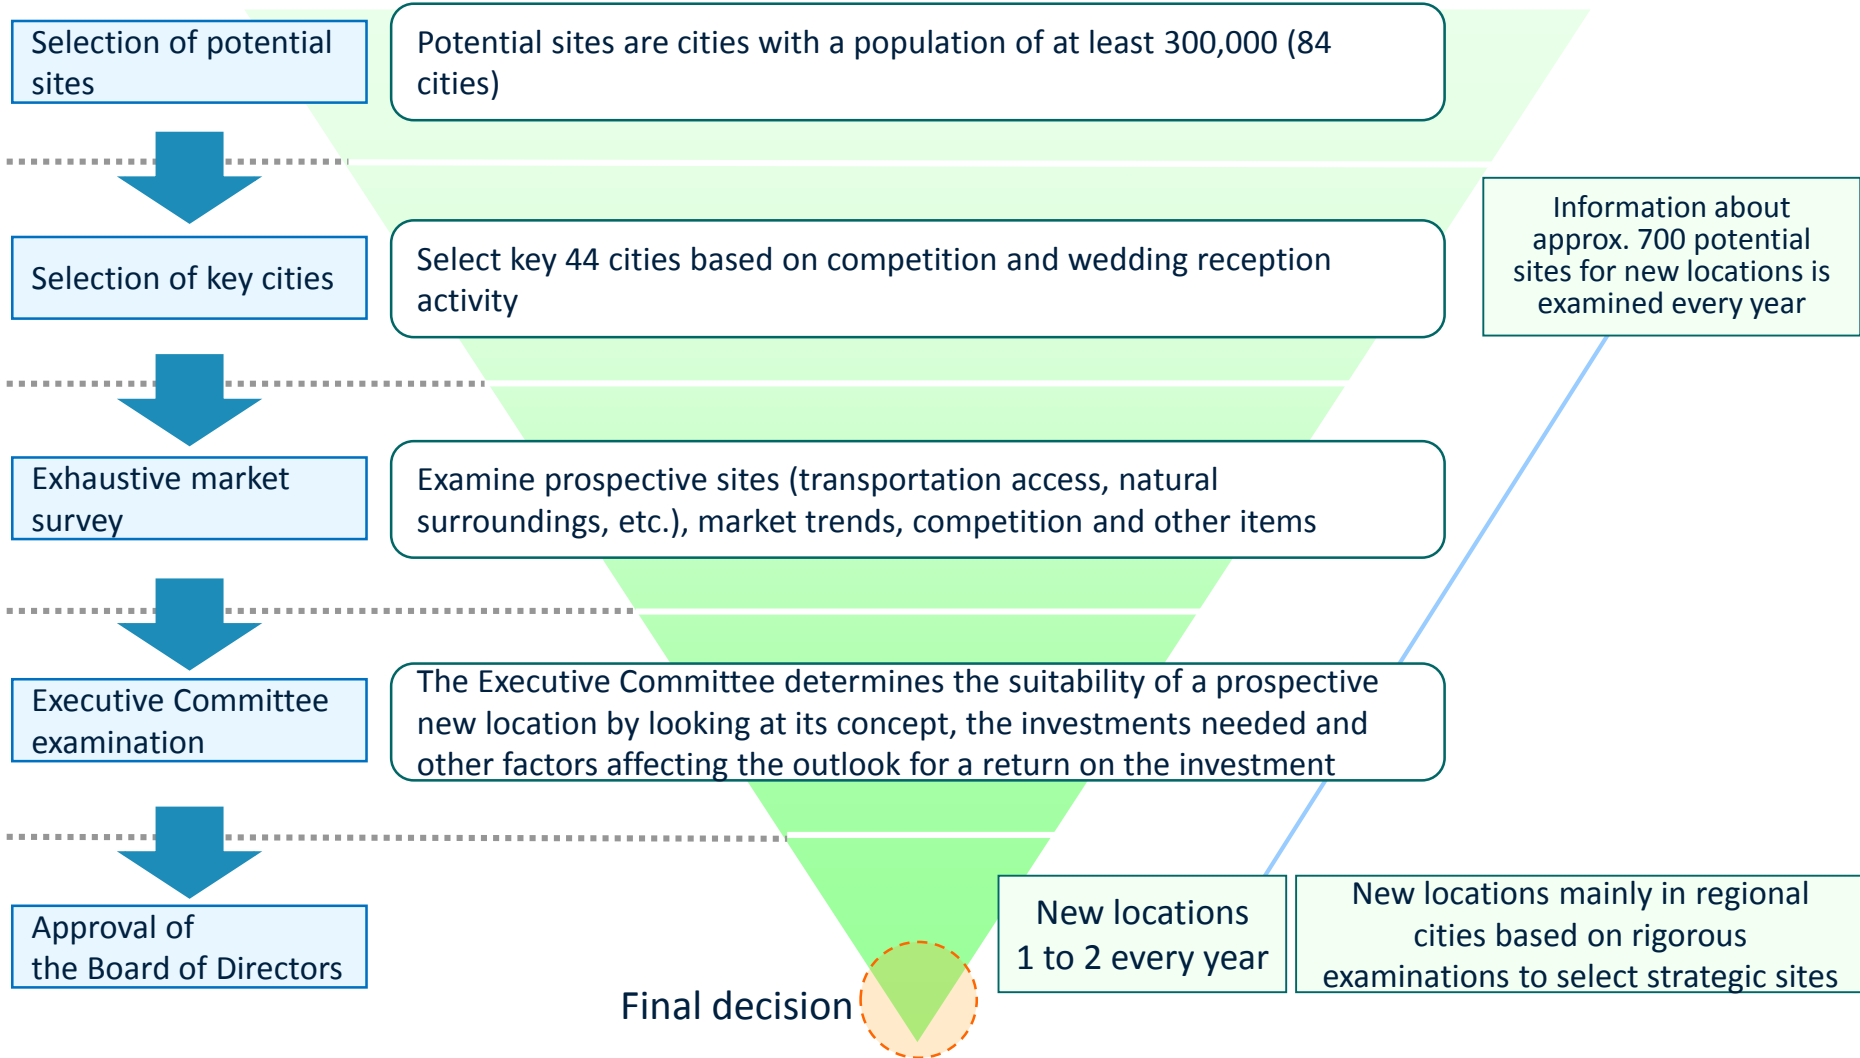 Selection of potential
sites
Potential sites are cities with a population of at least 300,000 (84
cities)
Selection of key cities
Select key 44 cities based on competition and wedding reception
activity
Information about
approx. 700 potential
sites for new locations is
examined every year
Exhaustive market
survey
Examine prospective sites (transportation access, natural
surroundings, etc.), market trends, competition and other items
Executive Committee
examination
The Executive Committee determines the suitability of a prospective
new location by looking at its concept, the investments needed and
other factors affecting the outlook for a return on the investment
Approval of
the Board of Directors
Final decision
New locations
1 to 2 every year
New locations mainly in regional
cities based on rigorous
examinations to select strategic sites